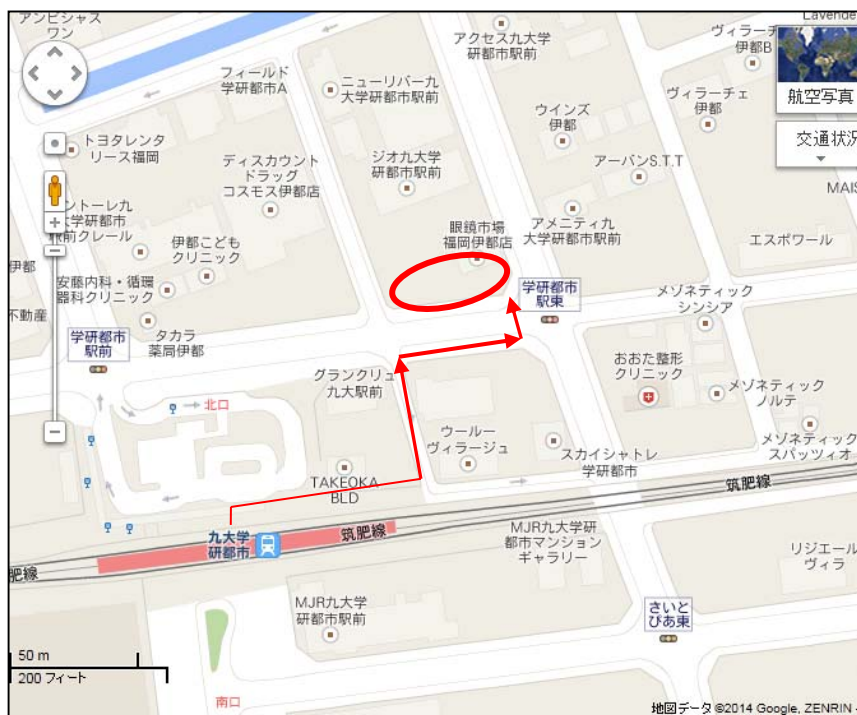 アンビシャス
ワン
アクセス九大学
研都市駅前
Lavende
ヴィラーチ
伊都B
航空写真
交通状況
フィールド
学研都市A
ニューリバー九
大学研都市駅前
ウインズ
伊都
ヴィラーチェ
伊都
トヨタレンタ
リース福岡
ディスカウント
ドラッグ
コスモス伊都店
ジオ九大学
研都市駅前
アーバンS.T.T
MAIS
ントーレ九
大学研都市
駅前クレール
伊都こども
クリニック
眼鏡市場
福岡伊都店
アメニティ九
大学研都市駅前
エスポワール
伊都
安藤内科・循環
器科クリニック
学研都市
駅東
メゾネティック
シンシア
不動産
学研都市
駅前
タカラ
薬局伊都
グランクリュ
九大駅前
おおた整形
クリニック
メゾネティック
ノルテ
北口
ウールー
ヴィラージュ
スカイシャトレ
学研都市
メゾネティック
スパッツィオ
TAKEOKA
BLD
筑肥線
九大学
研都市
筑肥線
MJR九大学研
都市マンション
ギャラリー
リジエール
ヴィラ
肥線
MJR九大学
研都市駅前
さいと
ぴあ東
50 m
200 フィート
南口
地図データ ©2014 Google, ZENRIN -